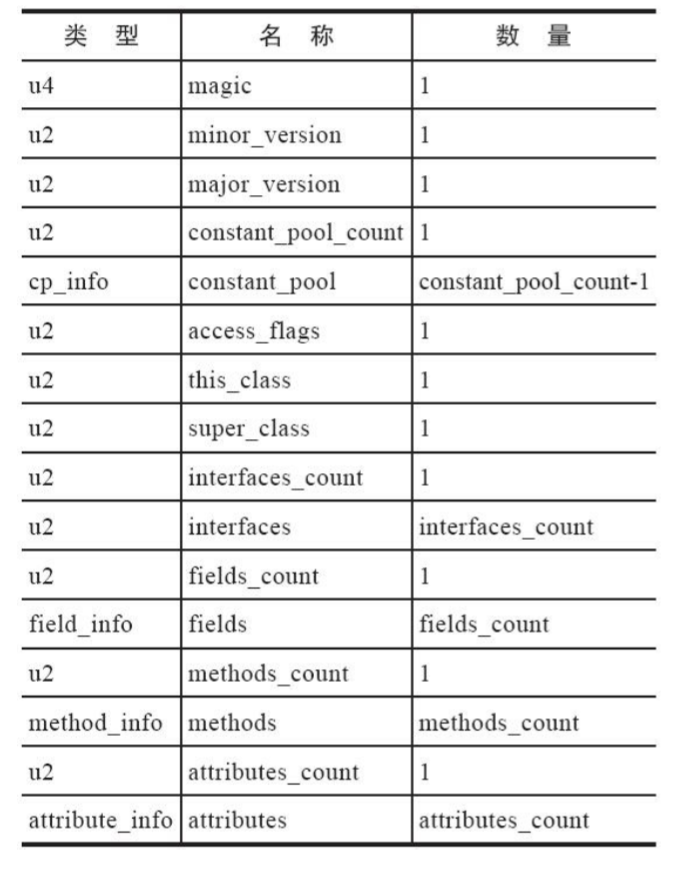 类 型 名 称 数 量
u4 magic 1
u2 minor_version 1
u2 major_version 1
u2 constant_pool_count 1
cp_info constant_pool constant_pool_count-1
u2 access_flags 1
u2 this_class 1
u2 super_class 1
u2 interfaces_count 1
u2 interfaces interfaces_count
u2 fields_count 1
field_info fields fields_count
u2 methods_count 1
method_info methods methods_count
u2 attributes_count 1
attribute_info attributes attributes_count